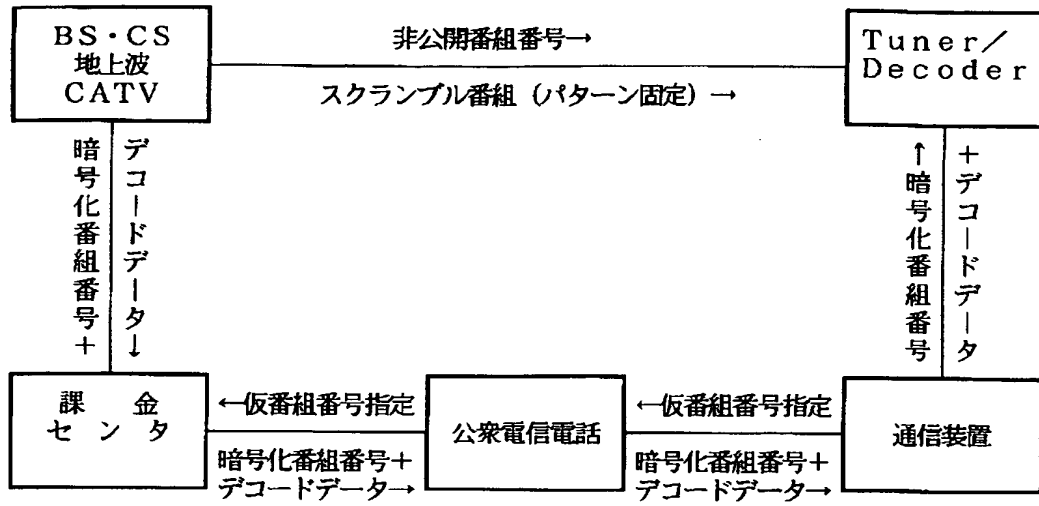 BS・CS
地上波
CATV
非公開番組番号→
スクランブル番組（パターン固定）→
Tuner／
Decoder
暗号化番組番号＋
デコードデータ↓
↑暗号化番組番号
＋デコードデータ
課　金
センタ
←仮番組番号指定
暗号化番組番号＋
デコードデータ→
公衆電信電話
←仮番組番号指定
暗号化番組番号＋
デコードデータ→
通信装置